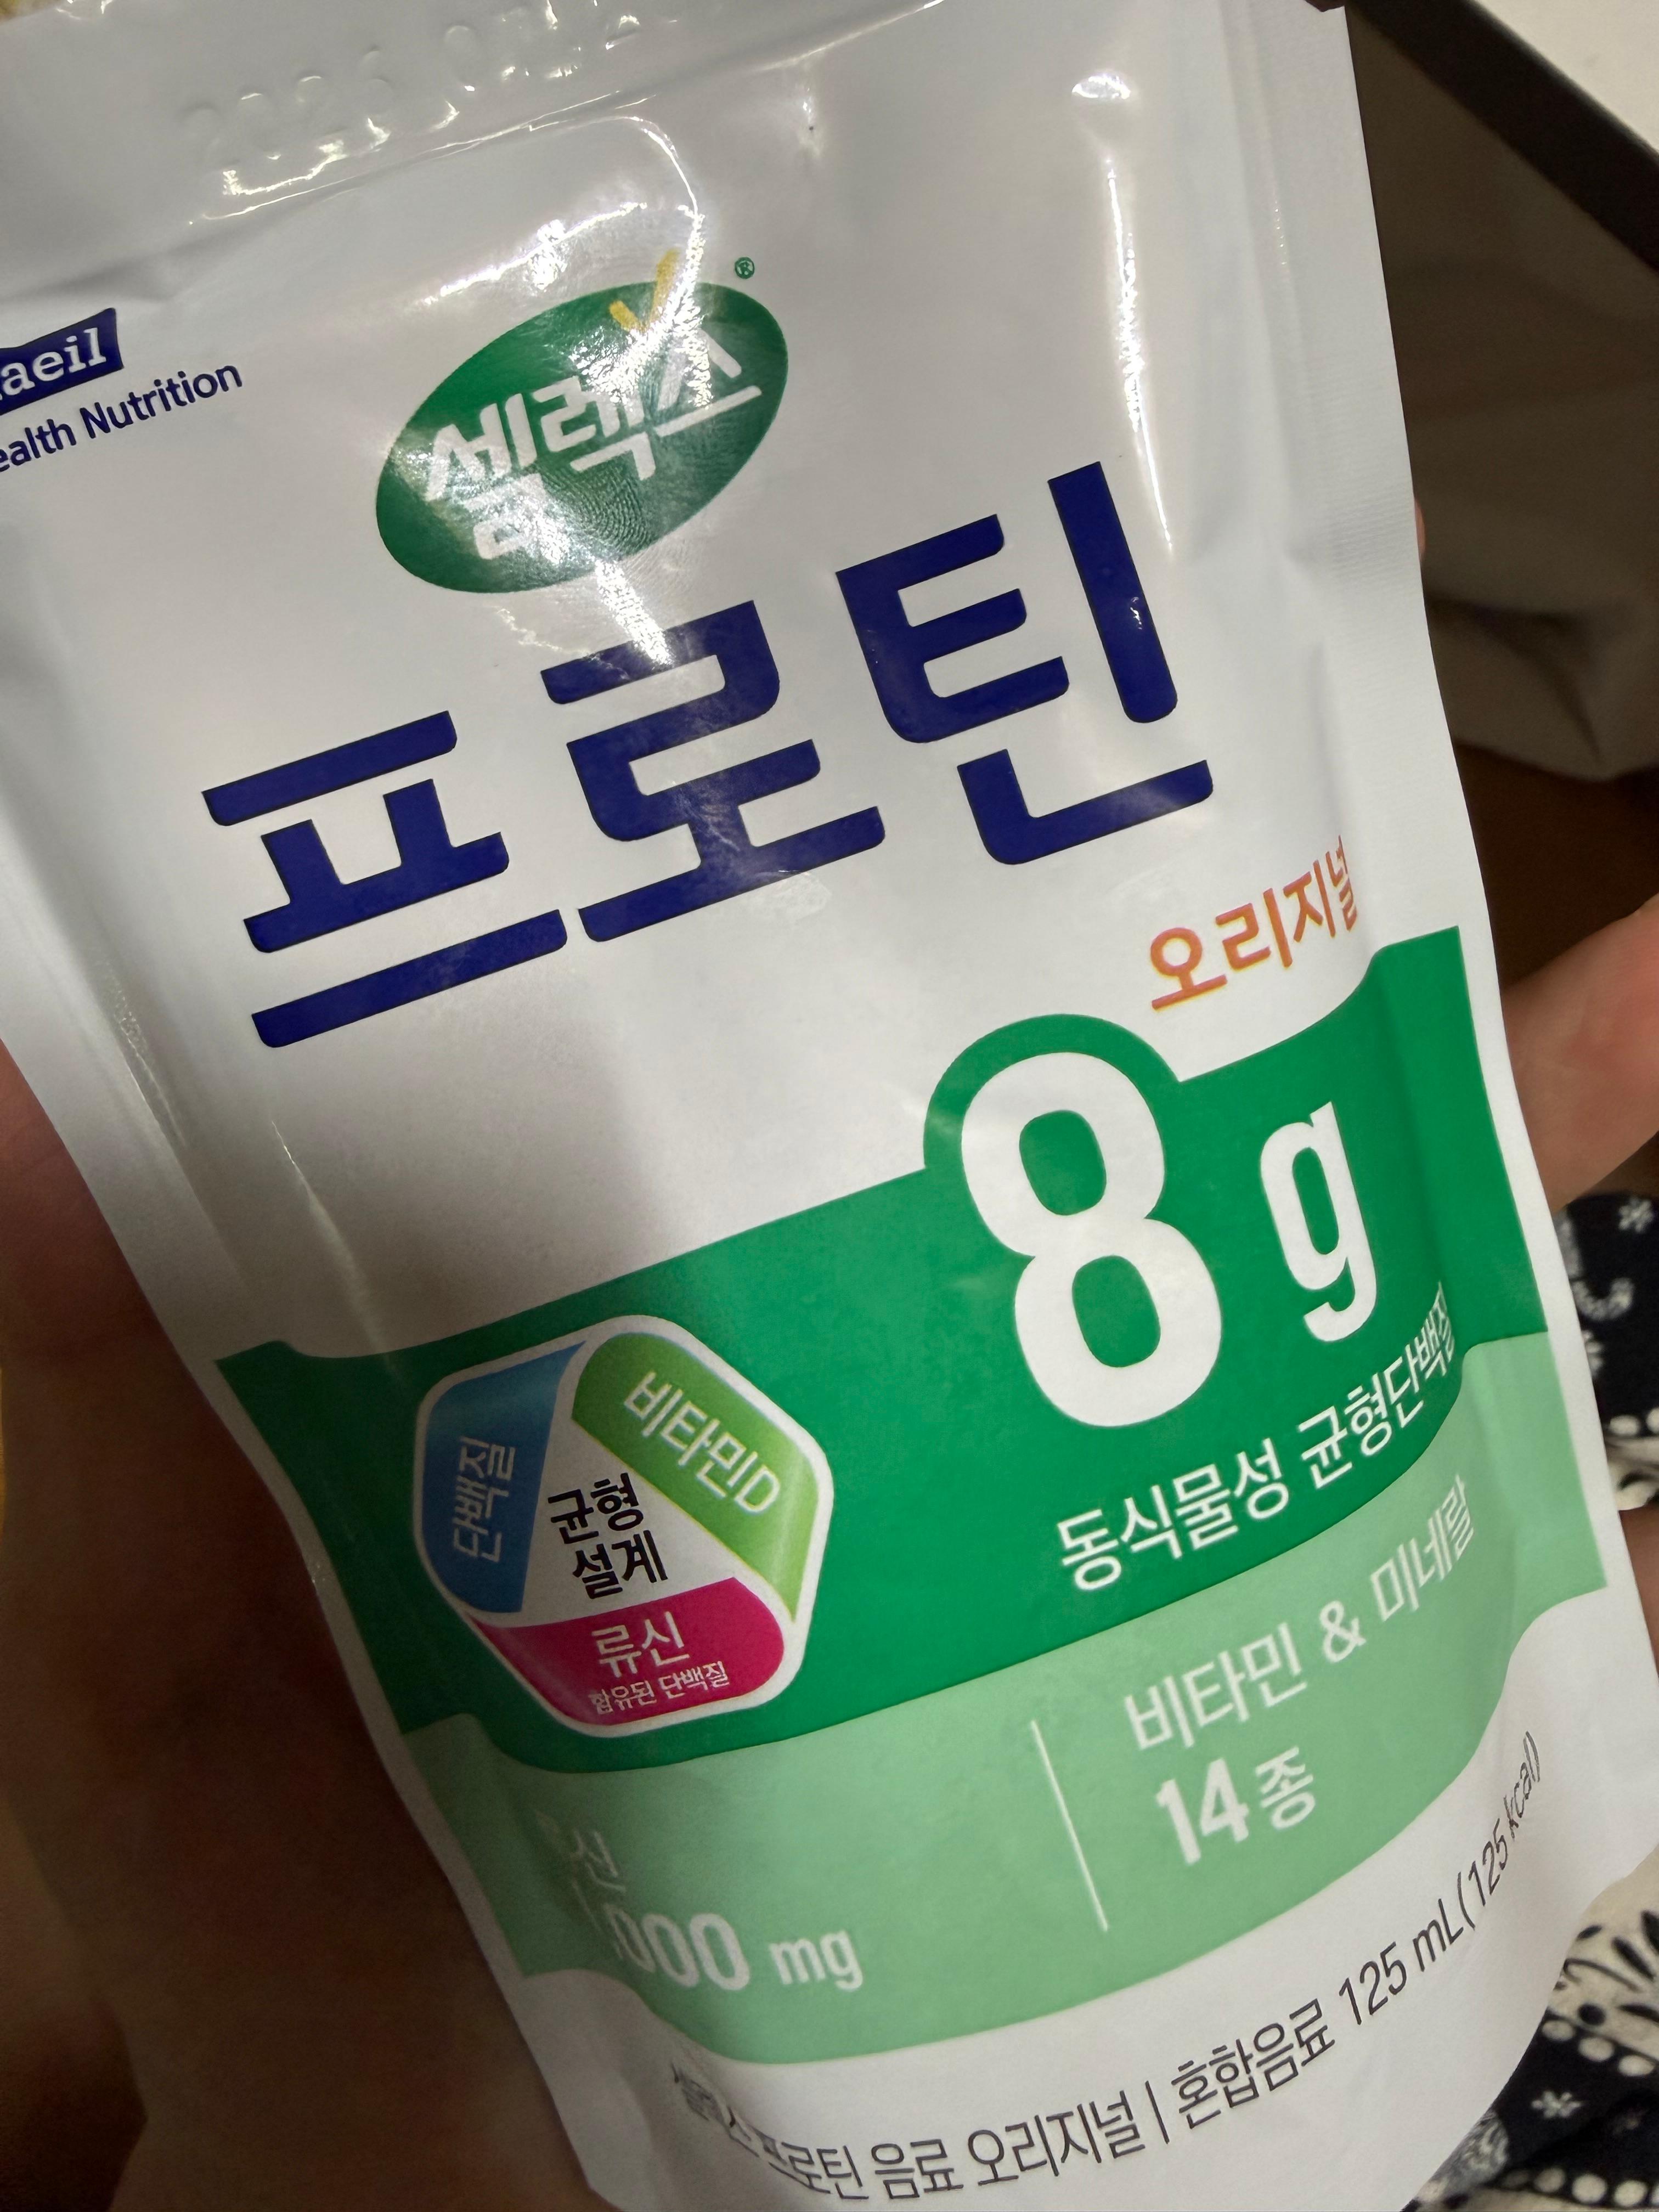 2026
Health Nutrition
셀렉스
®
프로틴
오리지널
8 g
동식물성 균형단백질
단백질
비타민D
균형
설계
류신
함유된 단백질
비타민 & 미네랄
14종
000 mg
프로틴 음료 오리지널 | 혼합음료 125 mL (125 kcal)